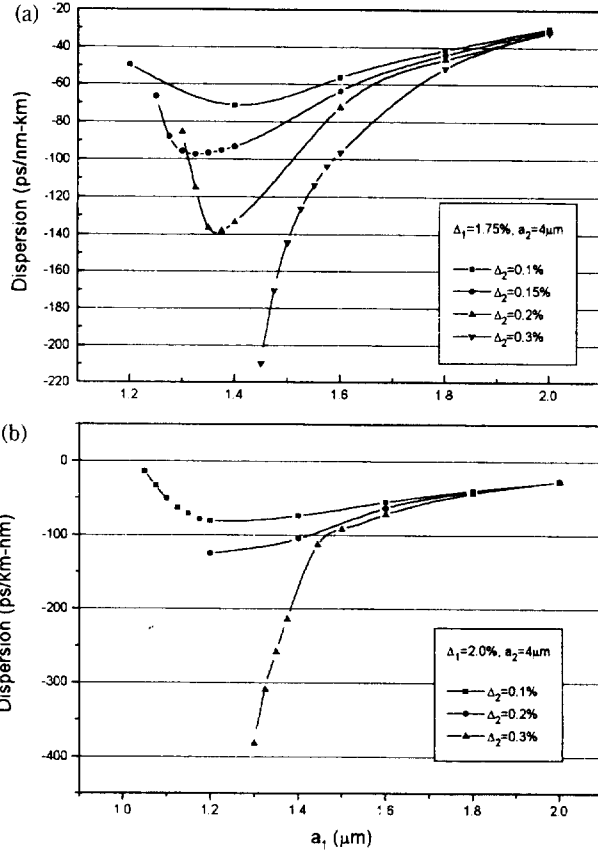 (a)
Dispersion (ps/nm-km)
-20
-40
-60
-80
-100
-120
-140
-160
-180
-200
-220
Δ₁=1.75%, a₂=4μm
Δ₂=0.1%
Δ₂=0.15%
Δ₂=0.2%
Δ₂=0.3%
1.2 1.4 1.6 1.8 2.0
(b)
Dispersion (ps/km-nm)
0
-100
-200
-300
-400
Δ₁=2.0%, a₂=4μm
Δ₂=0.1%
Δ₂=0.2%
Δ₂=0.3%
1.0 1.2 1.4 1.6 1.8 2.0
a₁ (μm)